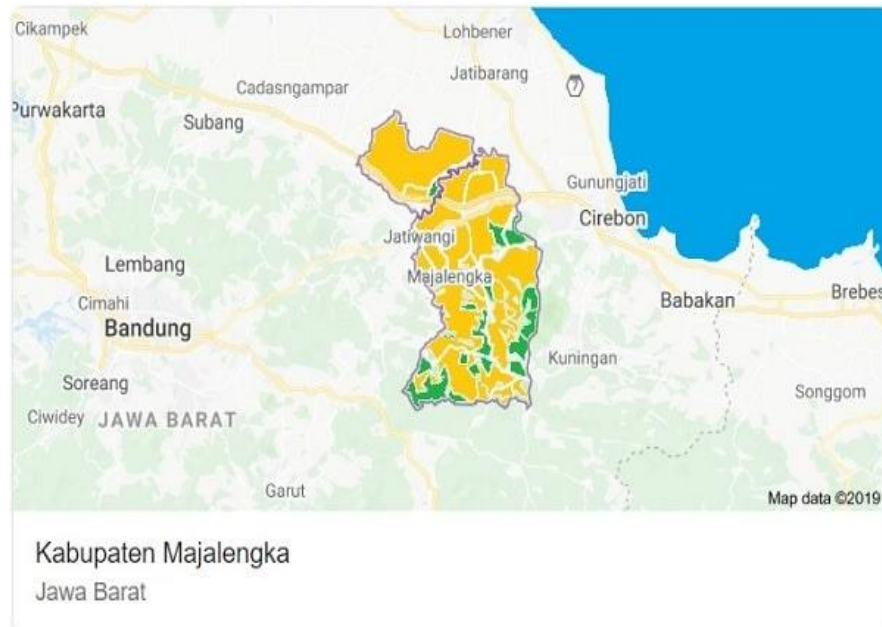 Cikampek
Lohbener
Jatibarang
Cadasngampar
Purwakarta
Subang
7
Gunungjati
Cirebon
Jatiwangi
Lembang
Majalengka
Cimahi
Babakan
Brebes
Bandung
Kuningan
Soreang
Songgom
Ciwidey
JAWA BARAT
Garut
Map data ©2019
Kabupaten Majalengka
Jawa Barat